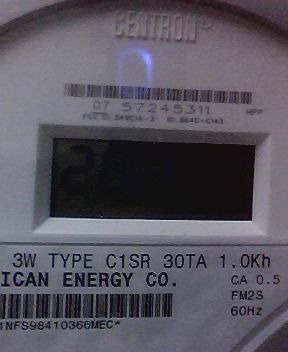 CENTRON
07 57245311
3W TYPE C1SR 30TA 1.0Kh
ICAN ENERGY CO.
CA 0.5
FM2S
60Hz
1NFS98410366MEC*